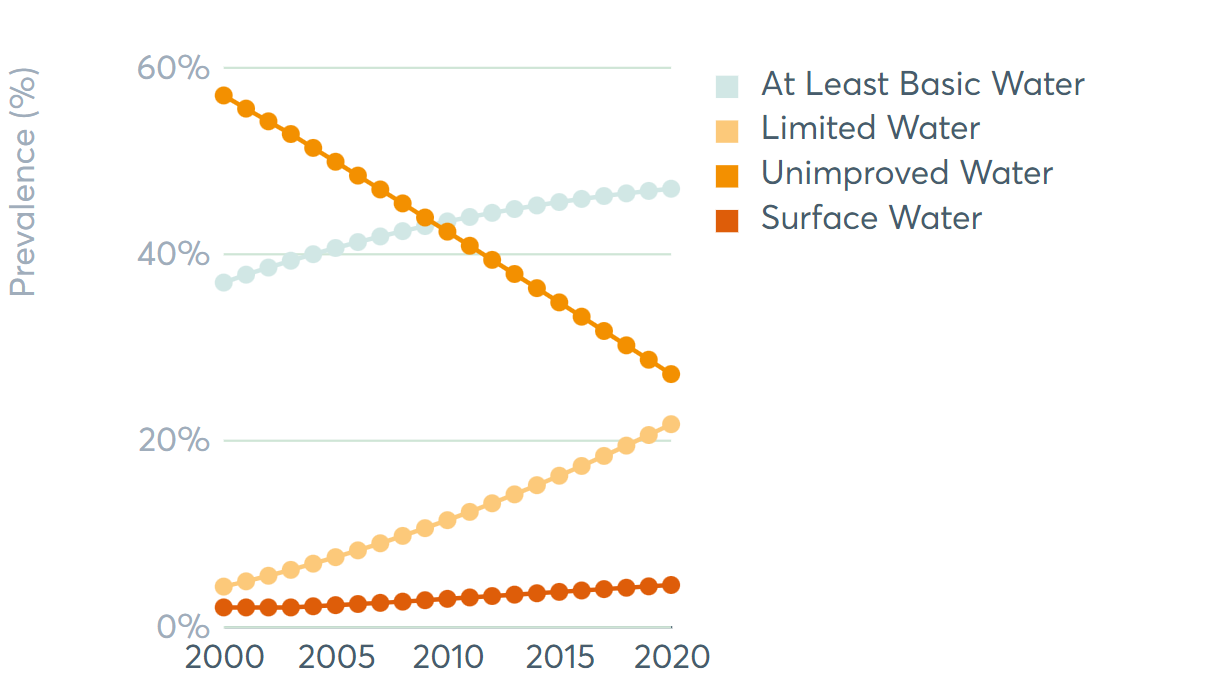 Prevalence (%)
60%
40%
20%
0%
2000 2005 2010 2015 2020
At Least Basic Water
Limited Water
Unimproved Water
Surface Water